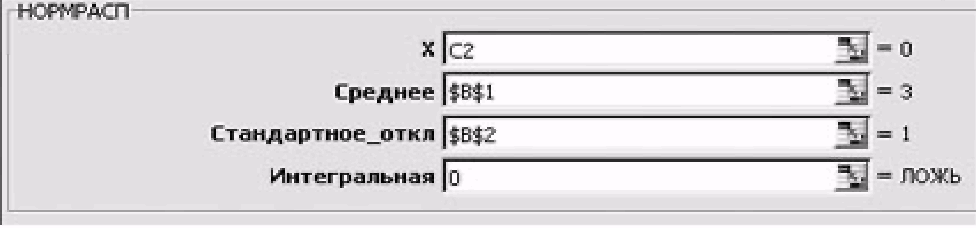 НОРМРАСП
X C2 = 0
Среднее $B$1 = 3
Стандартное_откл $B$2 = 1
Интегральная 0 = ЛОЖЬ